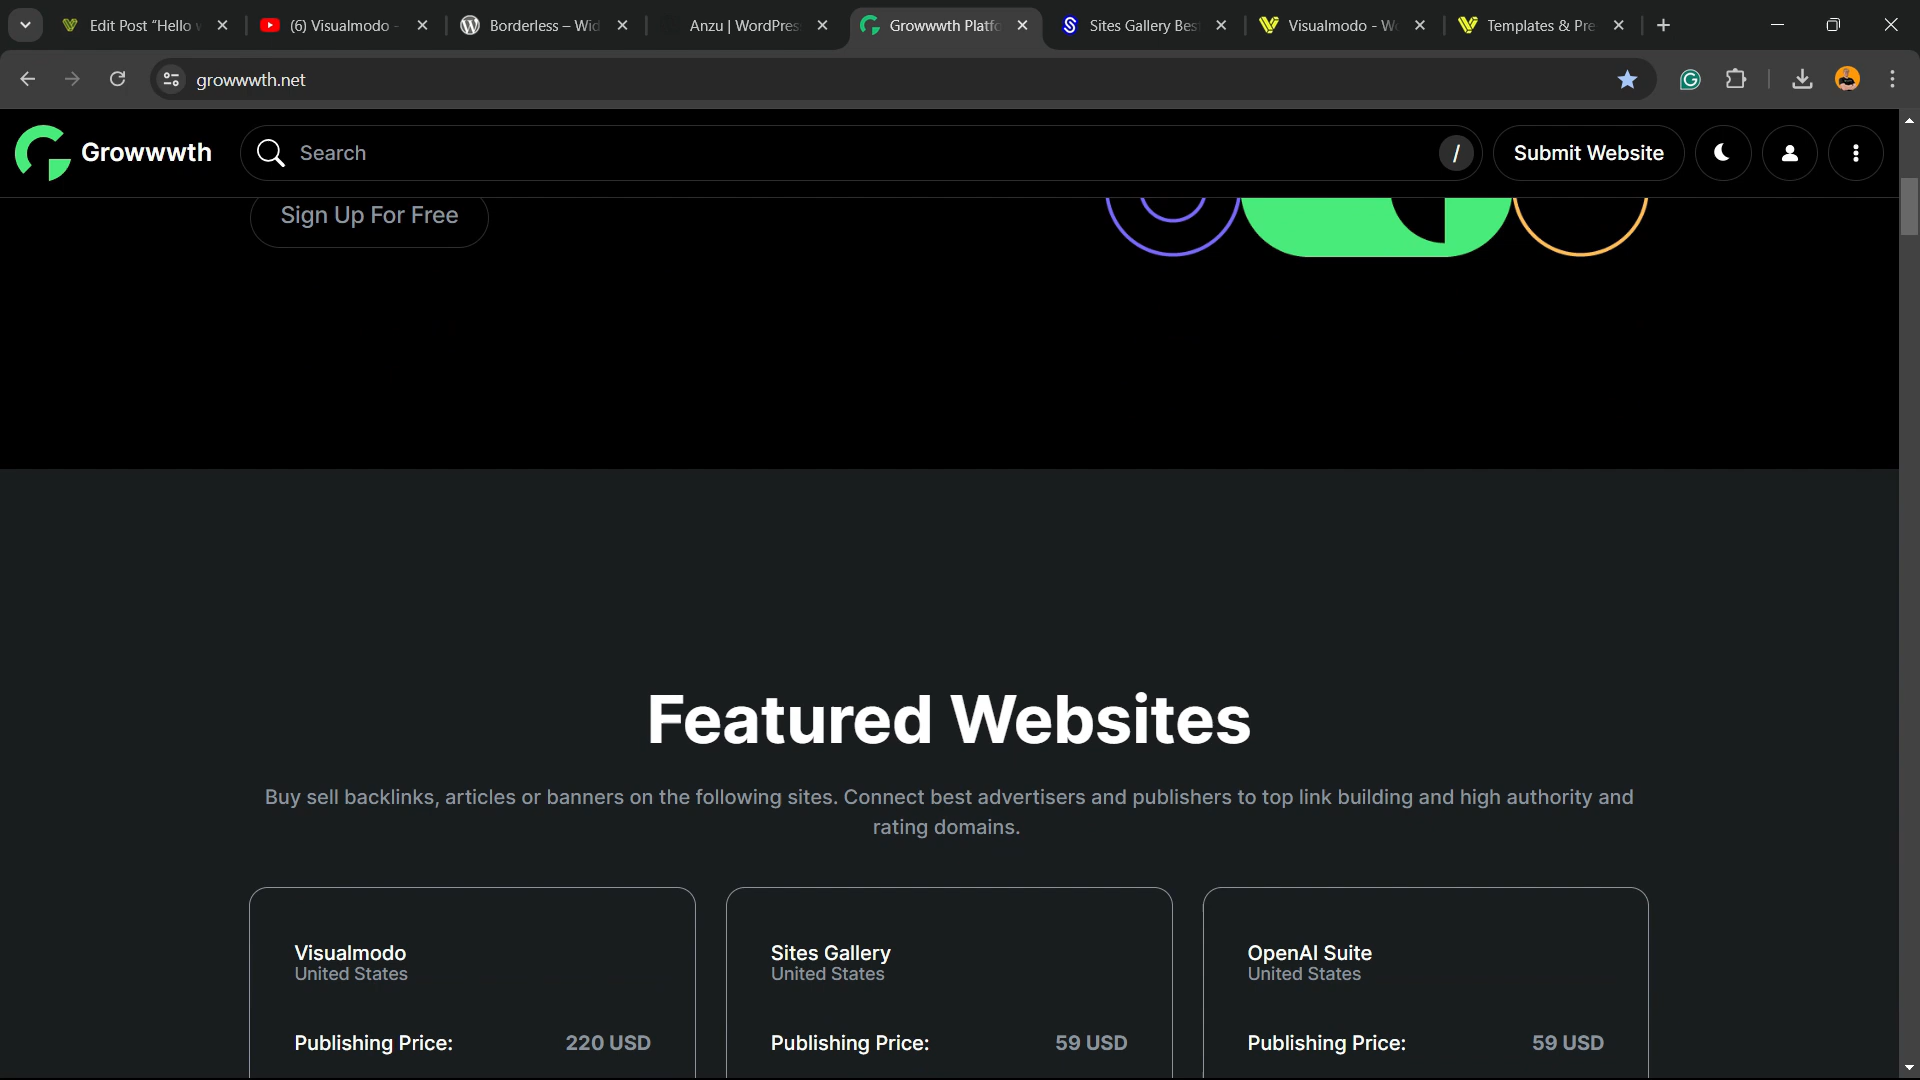 Edit Post “Hello
(6) Visualmodo -
Borderless – Wid
Anzu | WordPress
Growwwth Platfo
Sites Gallery Bes
Visualmodo - Wo
Templates & Pre
growwwth.net
Growwwth
Search
/
Submit Website
Sign Up For Free
Featured Websites
Buy sell backlinks, articles or banners on the following sites. Connect best advertisers and publishers to top link building and high authority and
rating domains.
Visualmodo
United States
Publishing Price: 220 USD
Sites Gallery
United States
Publishing Price: 59 USD
OpenAI Suite
United States
Publishing Price: 59 USD